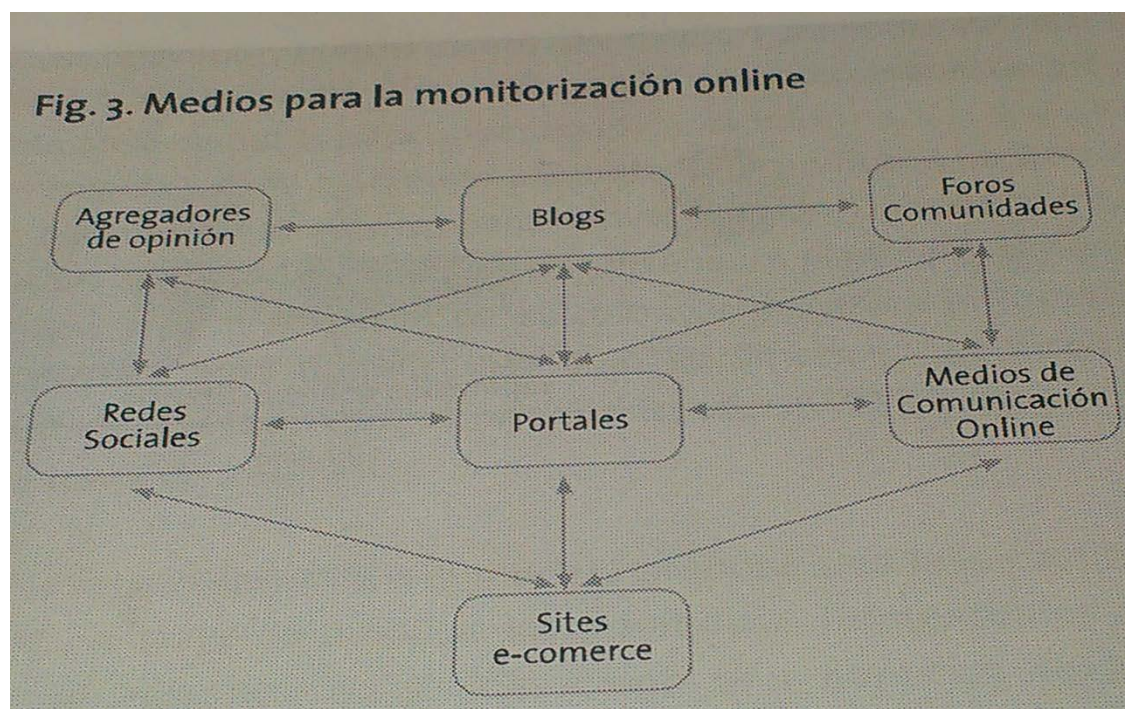 Fig. 3. Medios para la monitorización online
Agregadores
de opinión
Blogs
Foros
Comunidades
Redes
Sociales
Portales
Medios de
Comunicación
Online
Sites
e-comerce